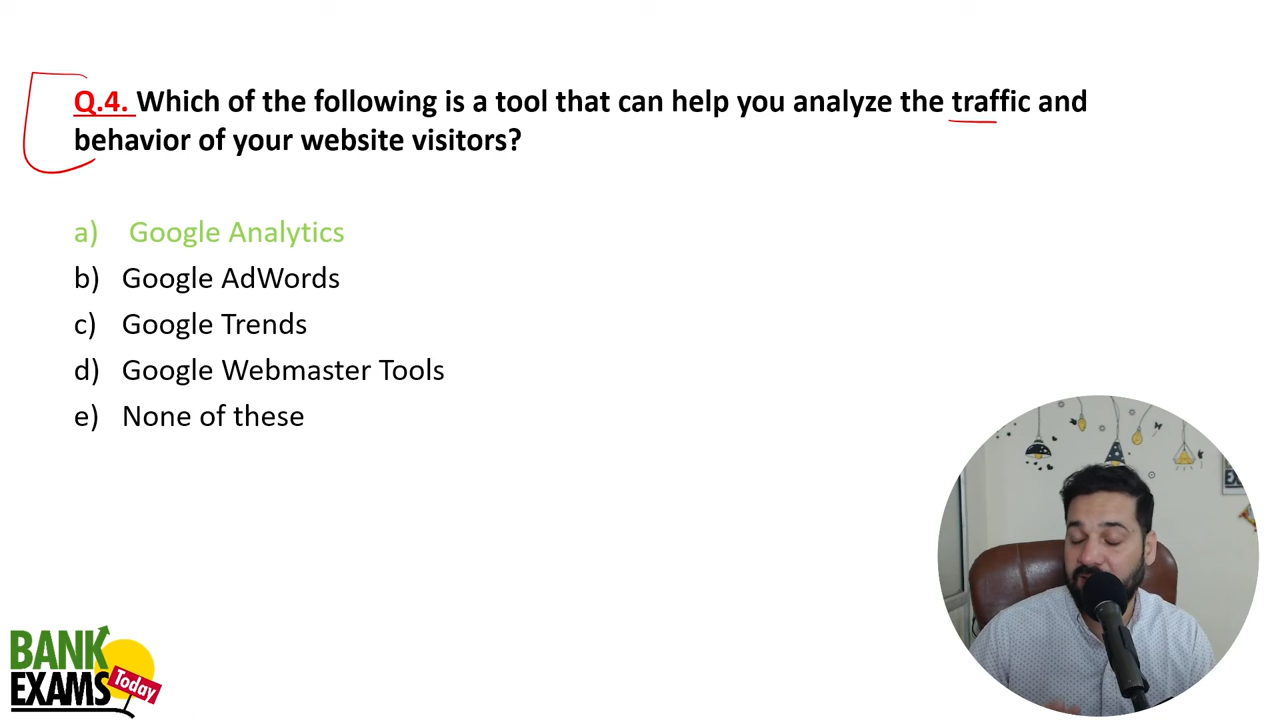 Q.4. Which of the following is a tool that can help you analyze the traffic and
behavior of your website visitors?
a) Google Analytics
b) Google AdWords
c) Google Trends
d) Google Webmaster Tools
e) None of these
BANK
EXAMS
Today